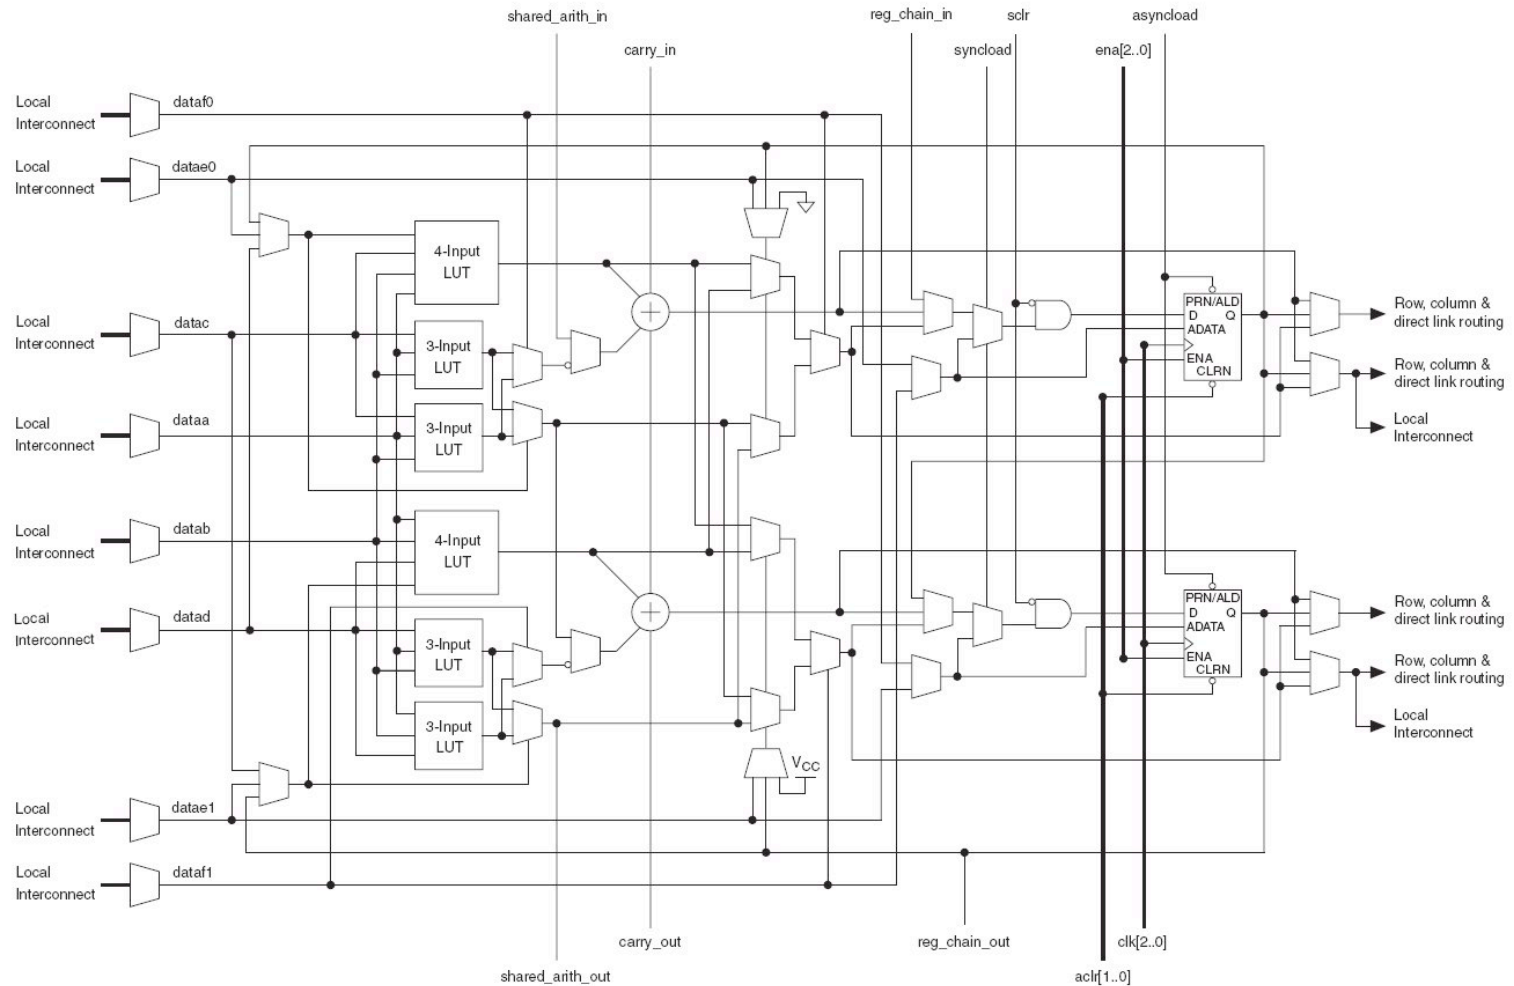 shared_arith_in
reg_chain_in
sclr
asyncload
carry_in
syncload
ena[2..0]
Local
Interconnect
dataf0
Local
Interconnect
datae0
4-Input
LUT
PRN/ALD
D Q
ADATA
ENA
CLRN
Row, column &
direct link routing
Local
Interconnect
datac
3-Input
LUT
Row, column &
direct link routing
Local
Interconnect
dataa
3-Input
LUT
Local
Interconnect
Local
Interconnect
datab
4-Input
LUT
Local
Interconnect
datad
PRN/ALD
D Q
ADATA
ENA
CLRN
Row, column &
direct link routing
3-Input
LUT
Row, column &
direct link routing
3-Input
LUT
Local
Interconnect
VCC
Local
Interconnect
datae1
Local
Interconnect
dataf1
carry_out
reg_chain_out
clk[2..0]
shared_arith_out
aclr[1..0]